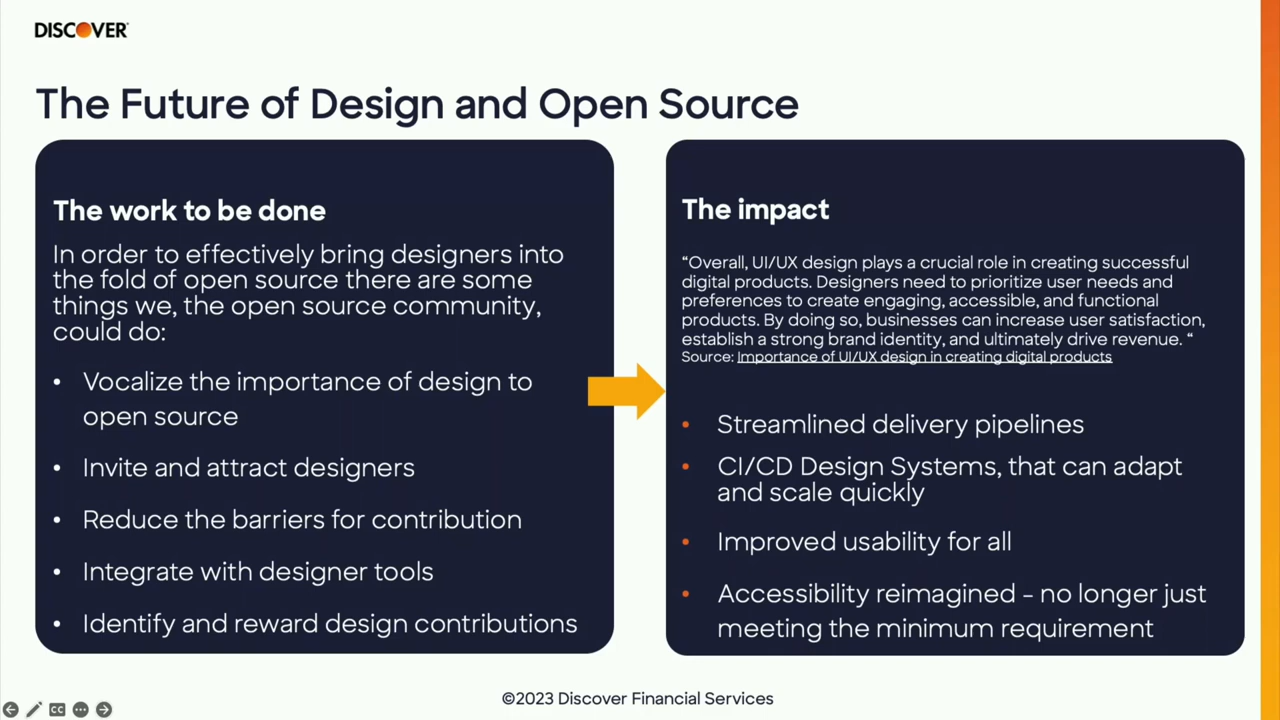 DISCOVER
The Future of Design and Open Source
The work to be done
In order to effectively bring designers into
the fold of open source there are some
things we, the open source community,
could do:
• Vocalize the importance of design to
open source
• Invite and attract designers
• Reduce the barriers for contribution
• Integrate with designer tools
• Identify and reward design contributions
The impact
“Overall, UI/UX design plays a crucial role in creating successful
digital products. Designers need to prioritize user needs and
preferences to create engaging, accessible, and functional
products. By doing so, businesses can increase user satisfaction,
establish a strong brand identity, and ultimately drive revenue. “
Source: Importance of UI/UX design in creating digital products
• Streamlined delivery pipelines
• CI/CD Design Systems, that can adapt
and scale quickly
• Improved usability for all
• Accessibility reimagined – no longer just
meeting the minimum requirement
©2023 Discover Financial Services
CC